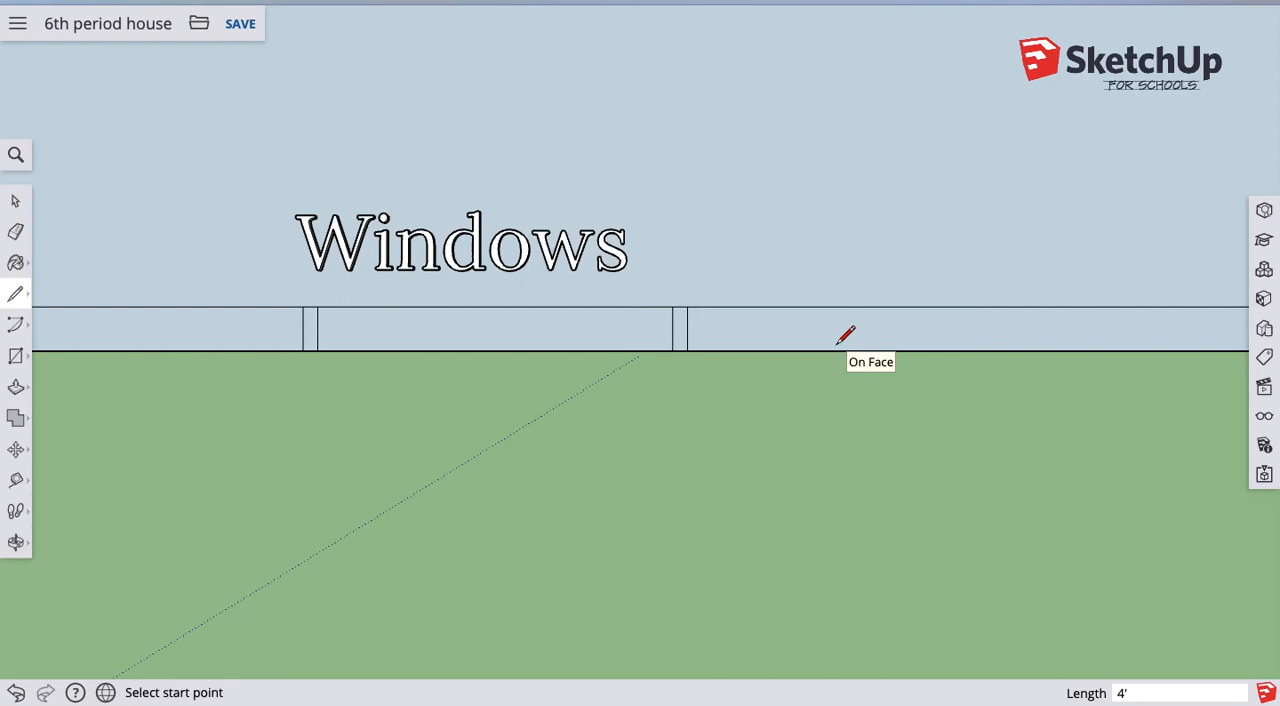 6th period house SAVE
SketchUp
FOR SCHOOLS
Windows
On Face
Select start point Length 4'